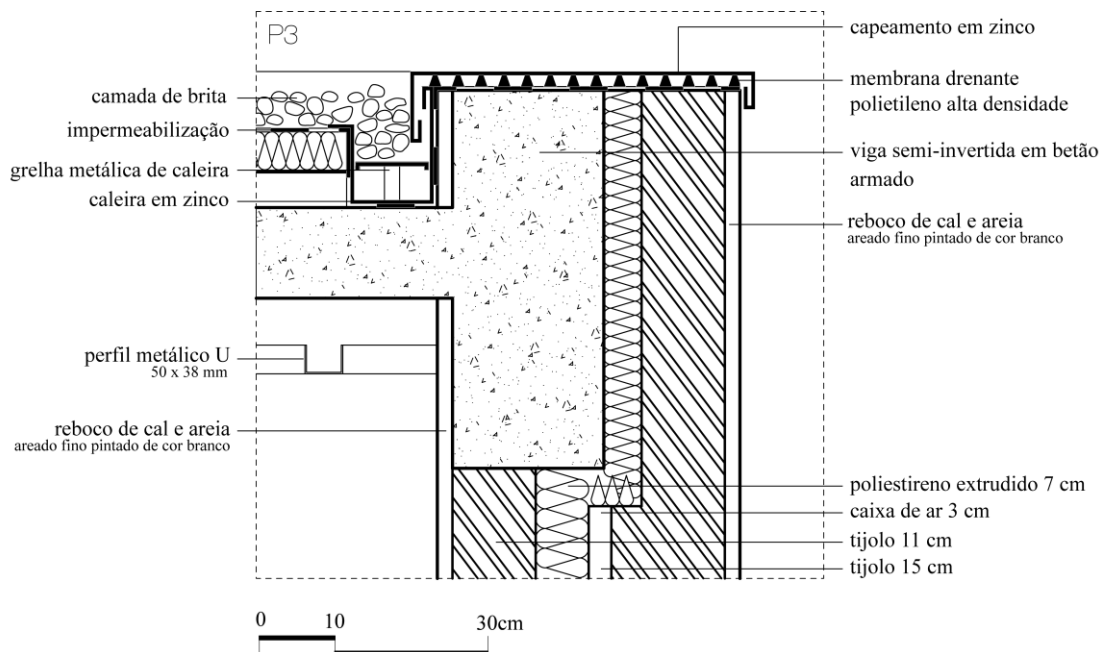 P3
camada de brita
impermeabilização
grelha metálica de caleira
caleira em zinco
perfil metálico U
50 x 38 mm
reboco de cal e areia
areado fino pintado de cor branco
capeamento em zinco
membrana drenante
polietileno alta densidade
viga semi-invertida em betão
armado
reboco de cal e areia
areado fino pintado de cor branco
poliestireno extrudido 7 cm
caixa de ar 3 cm
tijolo 11 cm
tijolo 15 cm
0 10 30cm